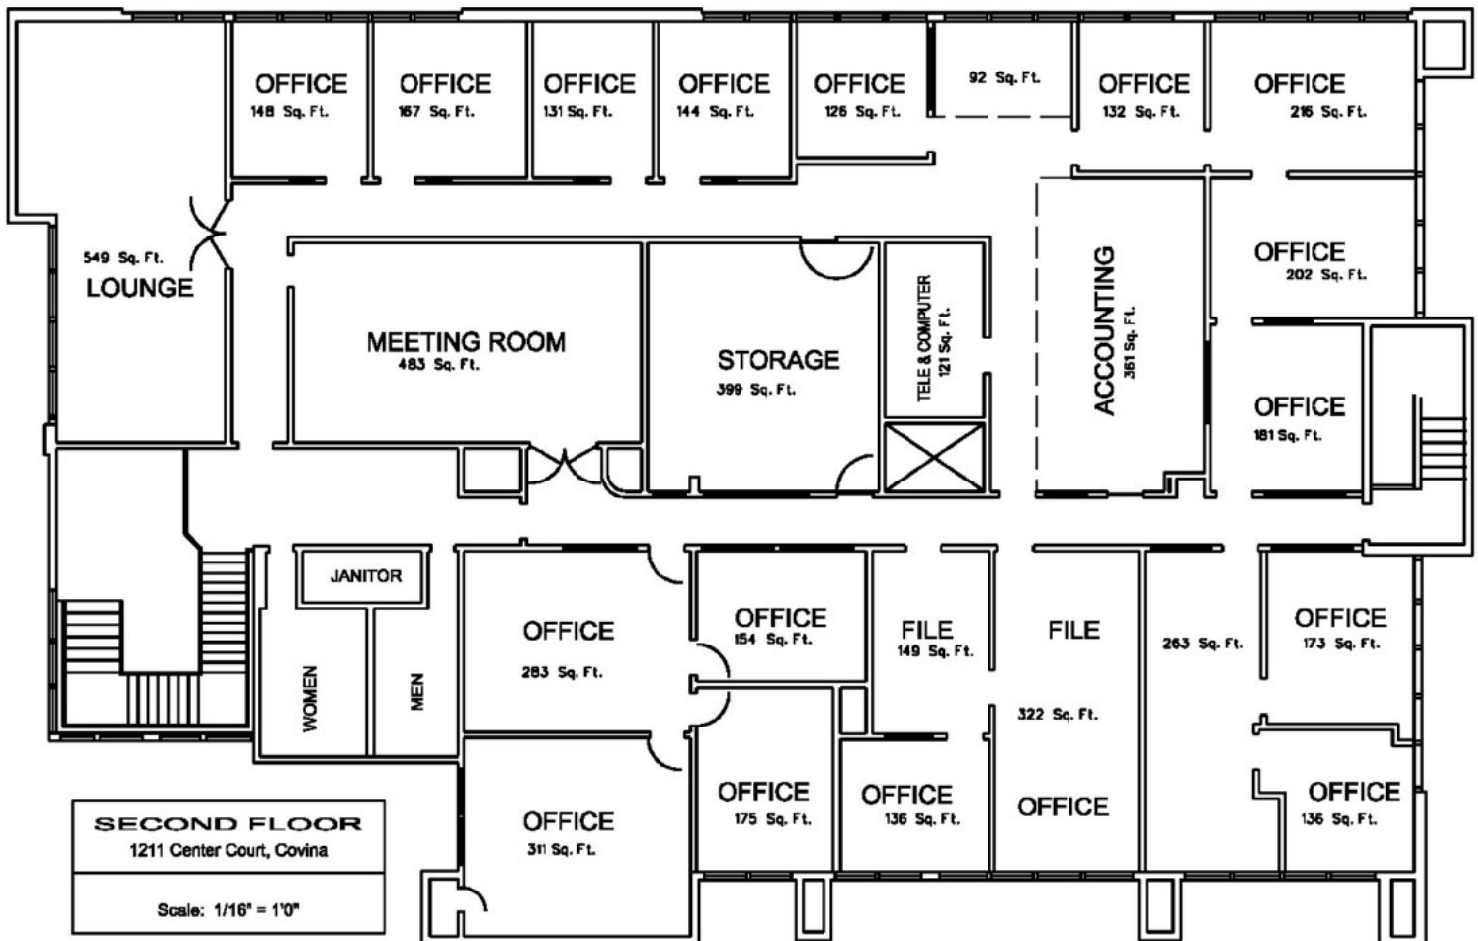 OFFICE
148 Sq. Ft.
OFFICE
167 Sq. Ft.
OFFICE
131 Sq. Ft.
OFFICE
144 Sq. Ft.
OFFICE
126 Sq. Ft.
92 Sq. Ft.
OFFICE
132 Sq. Ft.
OFFICE
216 Sq. Ft.
549 Sq. Ft.
LOUNGE
MEETING ROOM
483 Sq. Ft.
STORAGE
399 Sq. Ft.
TELE & COMPUTER
121 Sq. Ft.
ACCOUNTING
361 Sq. Ft.
OFFICE
202 Sq. Ft.
OFFICE
181 Sq. Ft.
JANITOR
WOMEN
MEN
OFFICE
283 Sq. Ft.
OFFICE
154 Sq. Ft.
FILE
149 Sq. Ft.
FILE
322 Sq. Ft.
OFFICE
263 Sq. Ft.
OFFICE
173 Sq. Ft.
OFFICE
311 Sq. Ft.
OFFICE
175 Sq. Ft.
OFFICE
136 Sq. Ft.
OFFICE
136 Sq. Ft.
SECOND FLOOR
1211 Center Court, Covina
Scale: 1/16" = 1'0"